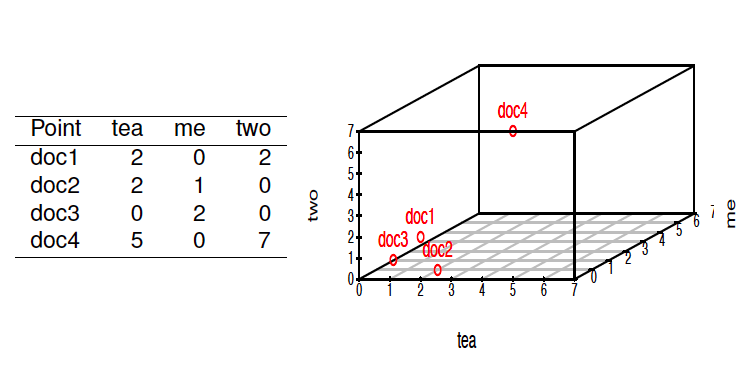 Point tea me two
doc1 2 0 2
doc2 2 1 0
doc3 0 2 0
doc4 5 0 7
doc4
doc1
doc3
doc2
two
7
6
5
4
3
2
1
0
0 1 2 3 4 5 6 7
tea
0 1 2 3 4 5 6 7
me